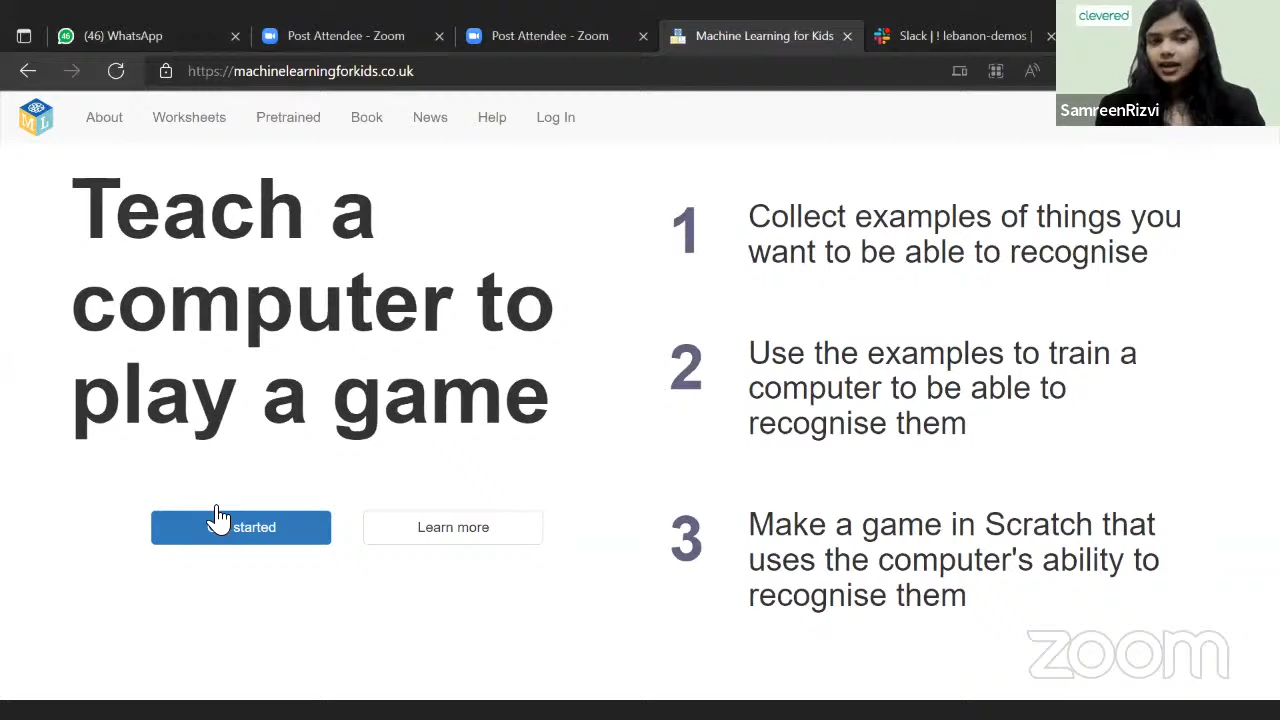 (46) WhatsApp
Post Attendee - Zoom
Post Attendee - Zoom
Machine Learning for Kids
Slack | ! lebanon-demos |
https://machinelearningforkids.co.uk
clevered
SamreenRizvi
ML
About
Worksheets
Pretrained
Book
News
Help
Log In
Teach a
computer to
play a game
started
Learn more
1
Collect examples of things you
want to be able to recognise
2
Use the examples to train a
computer to be able to
recognise them
3
Make a game in Scratch that
uses the computer's ability to
recognise them
zoom